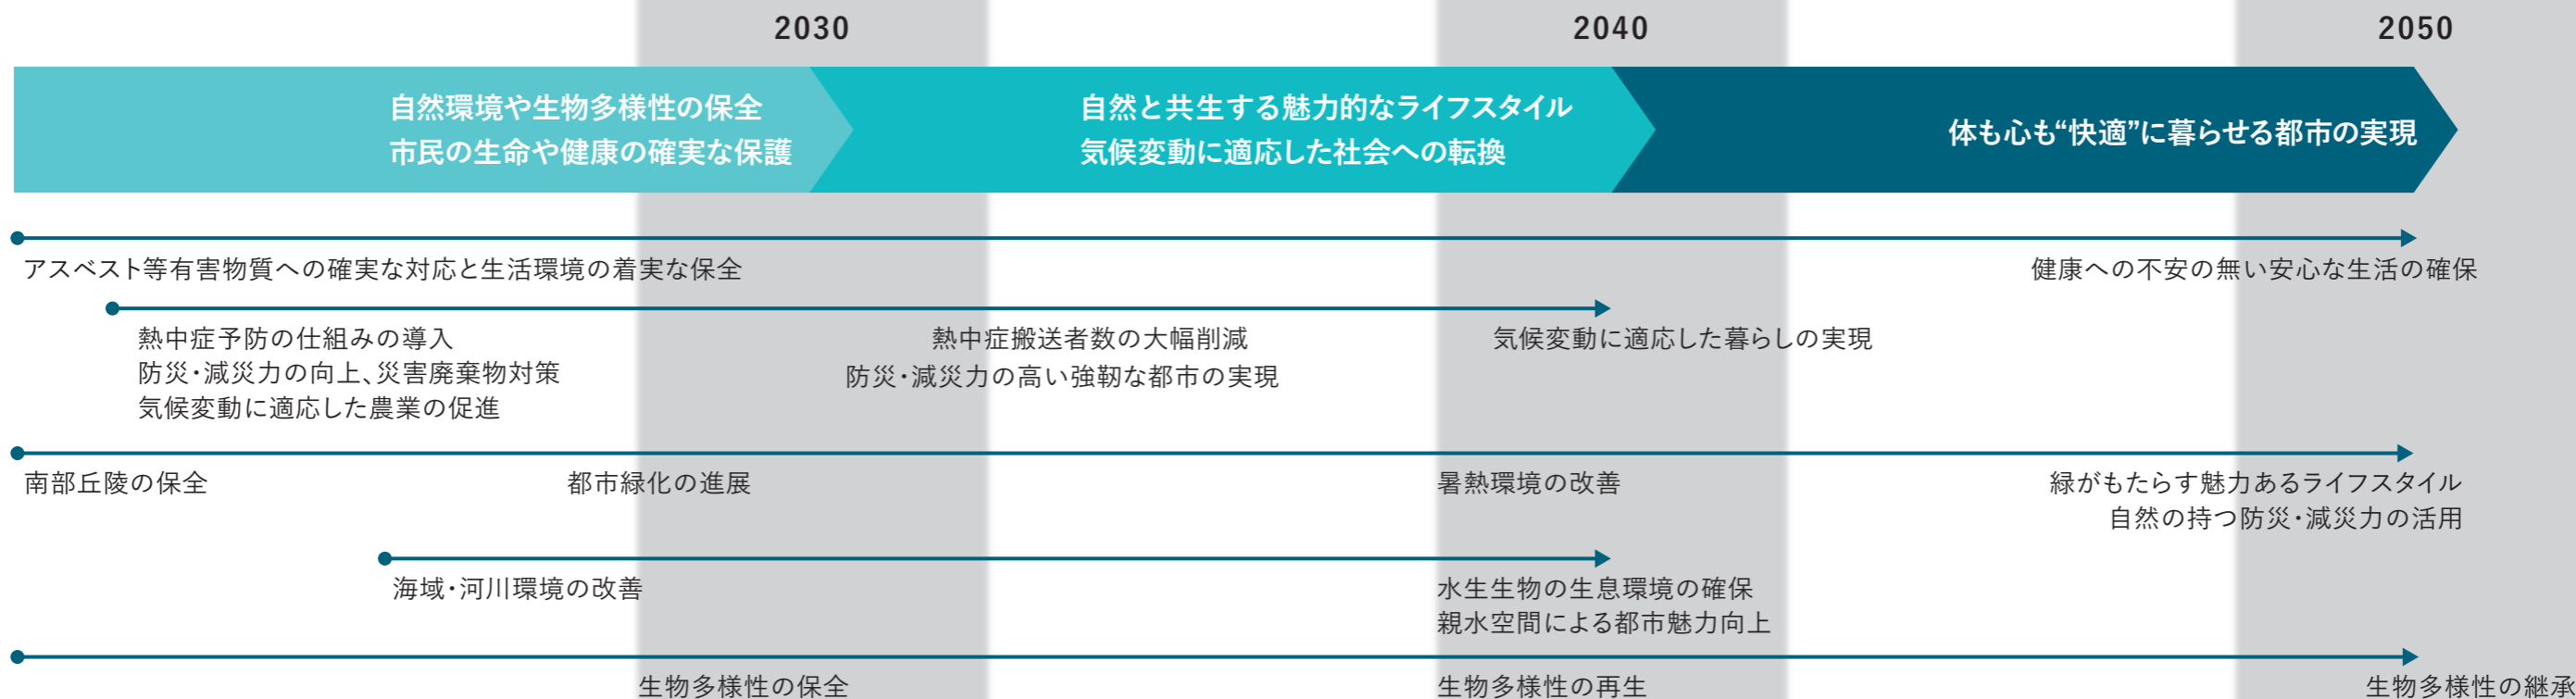 2030
2040
2050
自然環境や生物多様性の保全
市民の生命や健康の確実な保護
自然と共生する魅力的なライフスタイル
気候変動に適応した社会への転換
体も心も“快適”に暮らせる都市の実現
アスベスト等有害物質への確実な対応と生活環境の着実な保全
健康への不安の無い安心な生活の確保
熱中症予防の仕組みの導入
防災・減災力の向上、災害廃棄物対策
気候変動に適応した農業の促進
熱中症搬送者数の大幅削減
防災・減災力の高い強靭な都市の実現
気候変動に適応した暮らしの実現
南部丘陵の保全
都市緑化の進展
暑熱環境の改善
緑がもたらす魅力あるライフスタイル
自然の持つ防災・減災力の活用
海域・河川環境の改善
水生生物の生息環境の確保
親水空間による都市魅力向上
生物多様性の保全
生物多様性の再生
生物多様性の継承